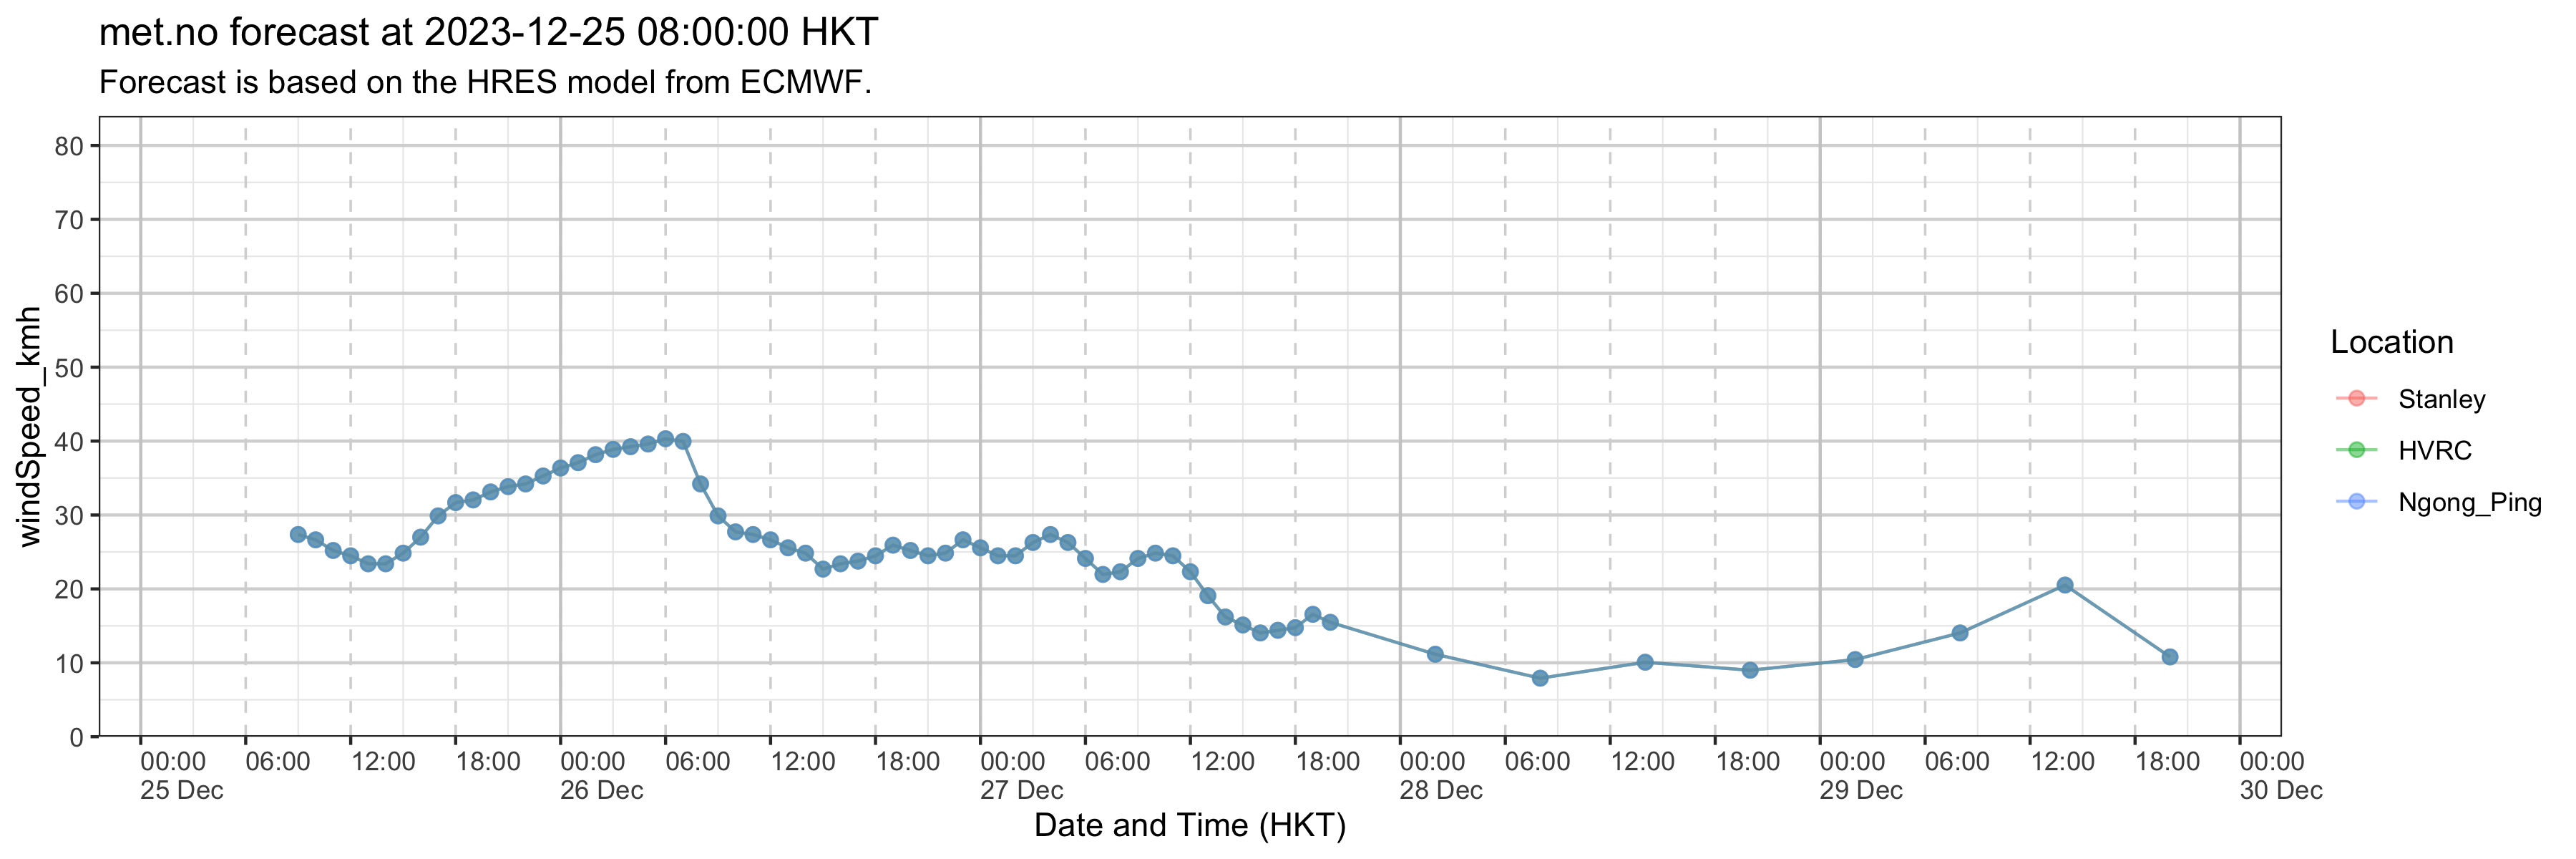 met.no forecast at 2023-12-25 08:00:00 HKT
Forecast is based on the HRES model from ECMWF.
windSpeed_kmh
80
70
60
50
40
30
20
10
0
00:00 06:00 12:00 18:00 00:00 06:00 12:00 18:00 00:00 06:00 12:00 18:00 00:00 06:00 12:00 18:00 00:00 06:00 12:00 18:00 00:00
25 Dec 26 Dec 27 Dec 28 Dec 29 Dec 30 Dec
Date and Time (HKT)
Location
Stanley
HVRC
Ngong_Ping